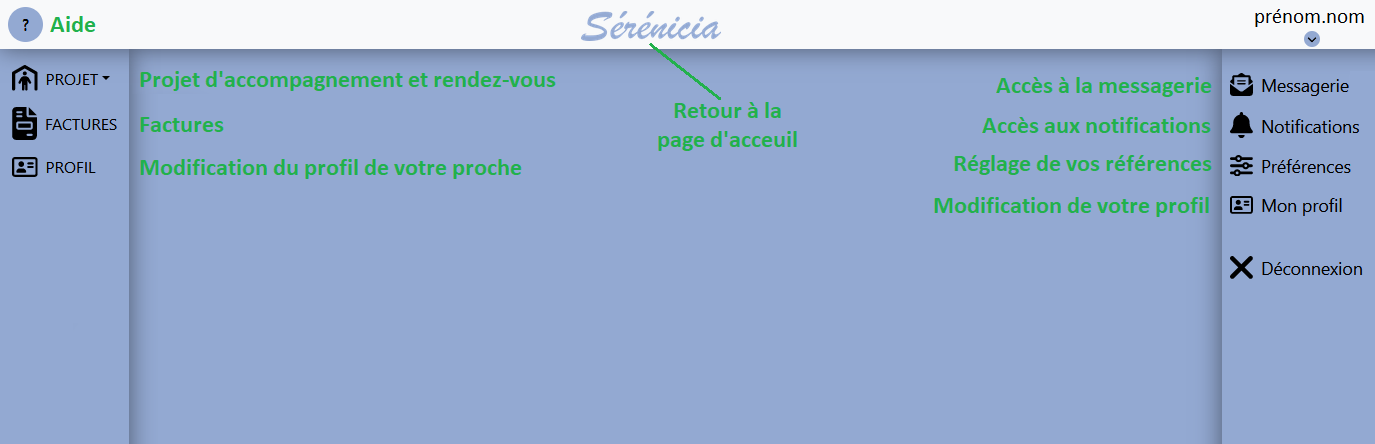 ? Aide
Sérénicia
prénom.nom
PROJET
Projet d'accompagnement et rendez-vous
FACTURES
Factures
PROFIL
Modification du profil de votre proche
Retour à la
page d'acceuil
Accès à la messagerie
Messagerie
Accès aux notifications
Notifications
Réglage de vos références
Préférences
Modification de votre profil
Mon profil
Déconnexion